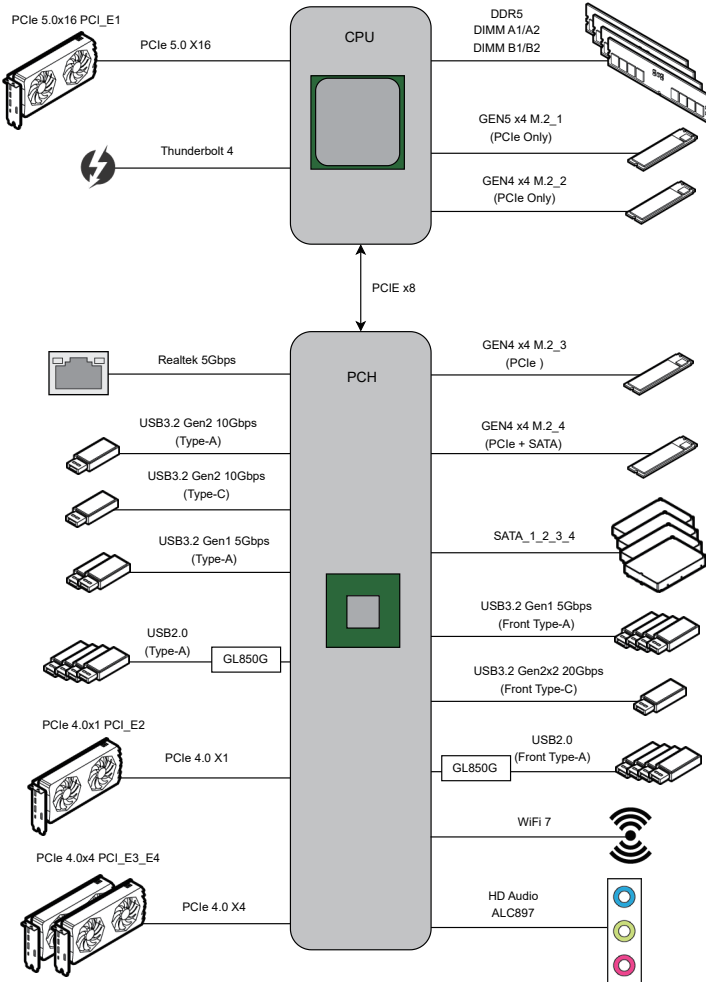 PCIe 5.0x16 PCI_E1
PCIe 5.0 X16
CPU
DDR5
DIMM A1/A2
DIMM B1/B2
Thunderbolt 4
GEN5 x4 M.2_1
(PCIe Only)
GEN4 x4 M.2_2
(PCIe Only)
PCIE x8
Realtek 5Gbps
PCH
GEN4 x4 M.2_3
(PCIe )
USB3.2 Gen2 10Gbps
(Type-A)
GEN4 x4 M.2_4
(PCIe + SATA)
USB3.2 Gen2 10Gbps
(Type-C)
USB3.2 Gen1 5Gbps
(Type-A)
SATA_1_2_3_4
USB3.2 Gen1 5Gbps
(Front Type-A)
USB2.0
(Type-A)
GL850G
USB3.2 Gen2x2 20Gbps
(Front Type-C)
PCIe 4.0x1 PCI_E2
PCIe 4.0 X1
USB2.0
(Front Type-A)
GL850G
WiFi 7
PCIe 4.0x4 PCI_E3_E4
PCIe 4.0 X4
HD Audio
ALC897